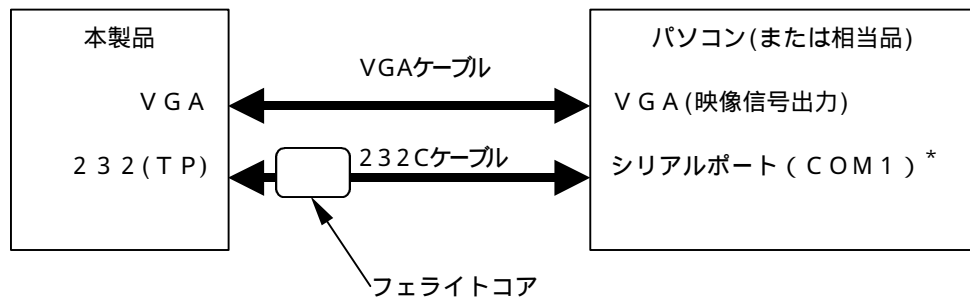 本製品
パソコン(または相当品)
VGAケーブル
ＶＧＡ
ＶＧＡ(映像信号出力)
２３２(ＴＰ)
２３２Cケーブル
シリアルポート（ＣＯＭ１）*
フェライトコア